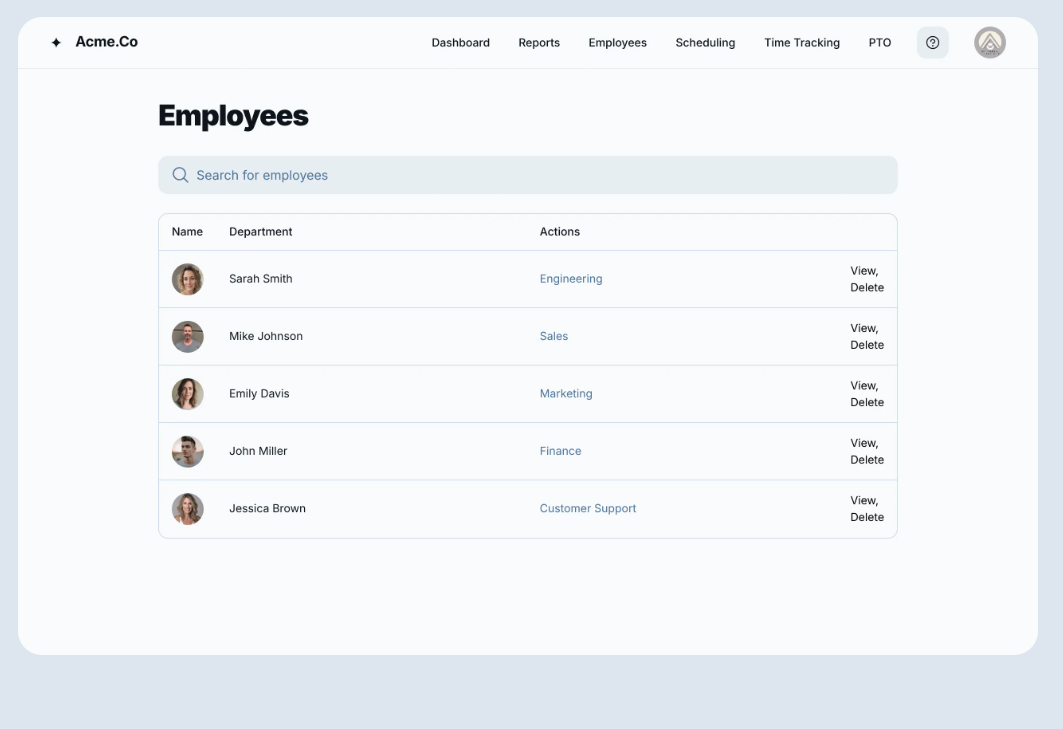 Acme.Co
Dashboard Reports Employees Scheduling Time Tracking PTO
Employees
Search for employees
Name Department Actions
Sarah Smith Engineering View,
Delete
Mike Johnson Sales View,
Delete
Emily Davis Marketing View,
Delete
John Miller Finance View,
Delete
Jessica Brown Customer Support View,
Delete